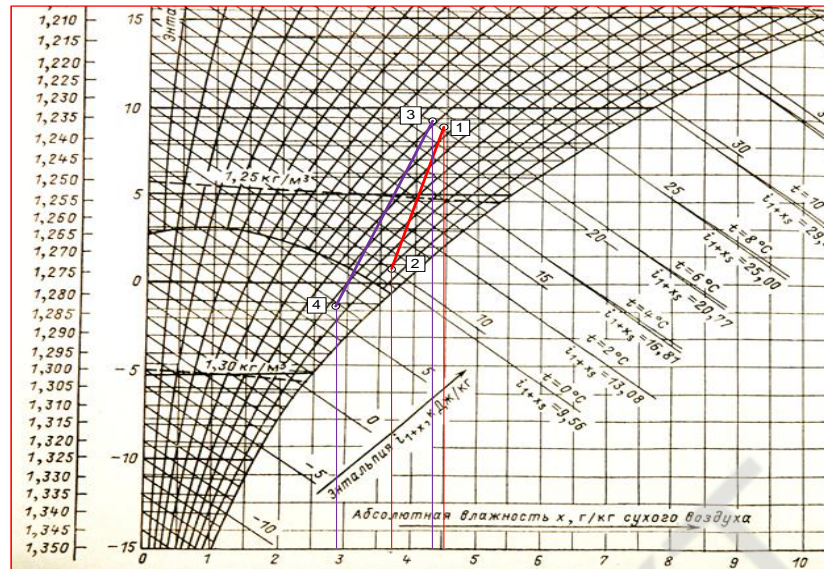 1,210
1,215
1,220
1,225
1,230
1,235
1,240
1,245
1,250
1,255
1,260
1,265
1,270
1,275
1,280
1,285
1,290
1,295
1,300
1,305
1,310
1,315
1,320
1,325
1,330
1,335
1,340
1,345
1,350
15
10
5
0
−5
−10
−15
3
1
2
4
1,25 кг/м³
1,30 кг/м³
30
25
20
15
10
5
0
−5
−10
t=10
i₁₊ₓₛ=29,
t=8°C
i₁₊ₓₛ=25,00
t=6°C
i₁₊ₓₛ=20,77
t=4°C
i₁₊ₓₛ=16,81
t=2°C
i₁₊ₓₛ=13,08
t=0°C
i₁₊ₓₛ=9,56
Энтальпия i₁₊ₓ, кДж/кг
Абсолютная влажность x, г/кг сухого воздуха
0 1 2 3 4 5 6 7 8 9 10